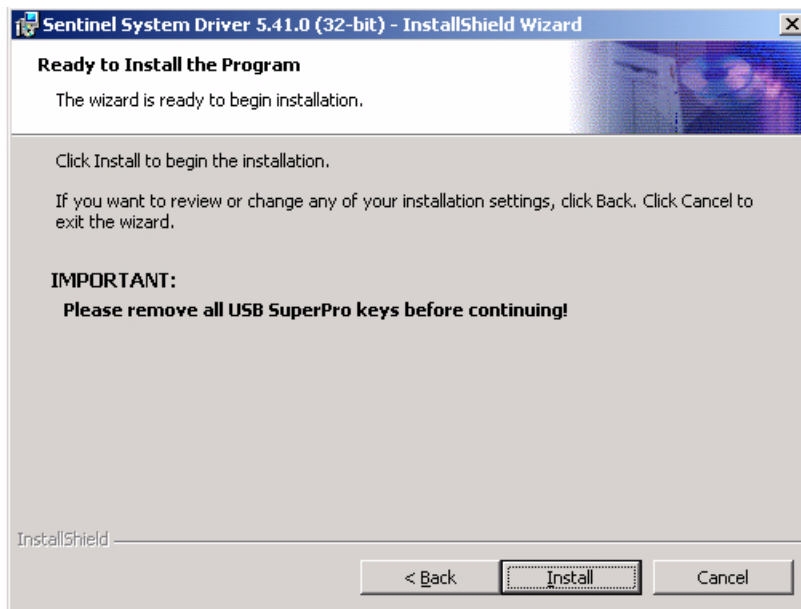 Sentinel System Driver 5.41.0 (32-bit) - InstallShield Wizard
Ready to Install the Program
The wizard is ready to begin installation.
Click Install to begin the installation.
If you want to review or change any of your installation settings, click Back. Click Cancel to
exit the wizard.
IMPORTANT:
Please remove all USB SuperPro keys before continuing!
InstallShield
< Back
Install
Cancel